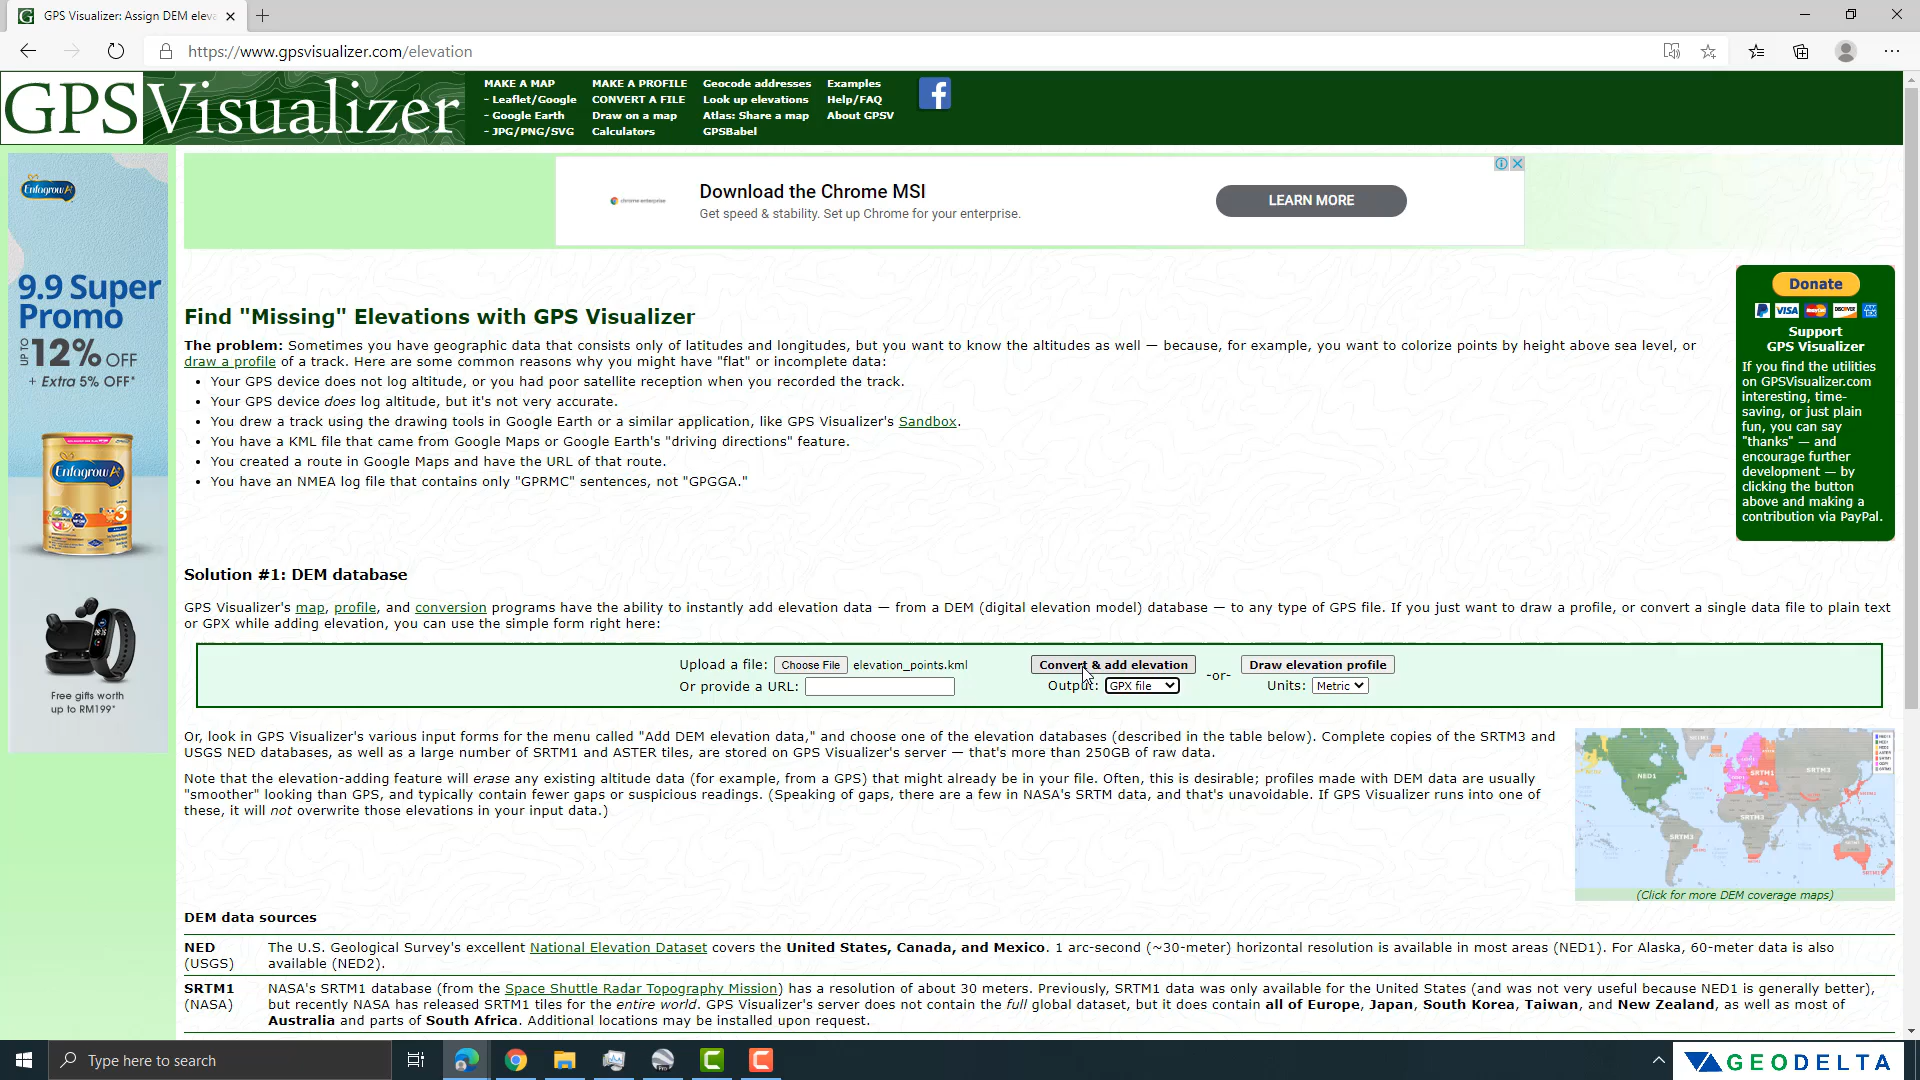 GPS Visualizer: Assign DEM eleva
https://www.gpsvisualizer.com/elevation
GPSVisualizer
MAKE A MAP
- Leaflet/Google
- Google Earth
- JPG/PNG/SVG
MAKE A PROFILE
CONVERT A FILE
Draw on a map
Calculators
Geocode addresses
Look up elevations
Atlas: Share a map
GPSBabel
Examples
Help/FAQ
About GPSV
Enfagrow A+
9.9 Super
Promo
UP TO 12% OFF
+ Extra 5% OFF*
Enfagrow A+
3
Free gifts worth
up to RM199*
chrome enterprise
Download the Chrome MSI
Get speed & stability. Set up Chrome for your enterprise.
LEARN MORE
Find "Missing" Elevations with GPS Visualizer
The problem: Sometimes you have geographic data that consists only of latitudes and longitudes, but you want to know the altitudes as well — because, for example, you want to colorize points by height above sea level, or
draw a profile of a track. Here are some common reasons why you might have "flat" or incomplete data:
• Your GPS device does not log altitude, or you had poor satellite reception when you recorded the track.
• Your GPS device does log altitude, but it's not very accurate.
• You drew a track using the drawing tools in Google Earth or a similar application, like GPS Visualizer's Sandbox.
• You have a KML file that came from Google Maps or Google Earth's "driving directions" feature.
• You created a route in Google Maps and have the URL of that route.
• You have an NMEA log file that contains only "GPRMC" sentences, not "GPGGA."
Donate
VISA
Support
GPS Visualizer
If you find the utilities
on GPSVisualizer.com
interesting, time-
saving, or just plain
fun, you can say
"thanks" — and
encourage further
development — by
clicking the button
above and making a
contribution via PayPal.
Solution #1: DEM database
GPS Visualizer's map, profile, and conversion programs have the ability to instantly add elevation data — from a DEM (digital elevation model) database — to any type of GPS file. If you just want to draw a profile, or convert a single data file to plain text
or GPX while adding elevation, you can use the simple form right here:
Upload a file: Choose File elevation_points.kml
Or provide a URL:
Convert & add elevation
Output: GPX file
-or-
Draw elevation profile
Units: Metric
Or, look in GPS Visualizer's various input forms for the menu called "Add DEM elevation data," and choose one of the elevation databases (described in the table below). Complete copies of the SRTM3 and
USGS NED databases, as well as a large number of SRTM1 and ASTER tiles, are stored on GPS Visualizer's server — that's more than 250GB of raw data.
Note that the elevation-adding feature will erase any existing altitude data (for example, from a GPS) that might already be in your file. Often, this is desirable; profiles made with DEM data are usually
"smoother" looking than GPS, and typically contain fewer gaps or suspicious readings. (Speaking of gaps, there are a few in NASA's SRTM data, and that's unavoidable. If GPS Visualizer runs into one of
these, it will not overwrite those elevations in your input data.)
NED1
SRTM1
SRTM3
SRTM3
SRTM3
(Click for more DEM coverage maps)
DEM data sources
NED
(USGS)
The U.S. Geological Survey's excellent National Elevation Dataset covers the United States, Canada, and Mexico. 1 arc-second (~30-meter) horizontal resolution is available in most areas (NED1). For Alaska, 60-meter data is also
available (NED2).
SRTM1
(NASA)
NASA's SRTM1 database (from the Space Shuttle Radar Topography Mission) has a resolution of about 30 meters. Previously, SRTM1 data was only available for the United States (and was not very useful because NED1 is generally better),
but recently NASA has released SRTM1 tiles for the entire world. GPS Visualizer's server does not contain the full global dataset, but it does contain all of Europe, Japan, South Korea, Taiwan, and New Zealand, as well as most of
Australia and parts of South Africa. Additional locations may be installed upon request.
Type here to search
GEODELTA